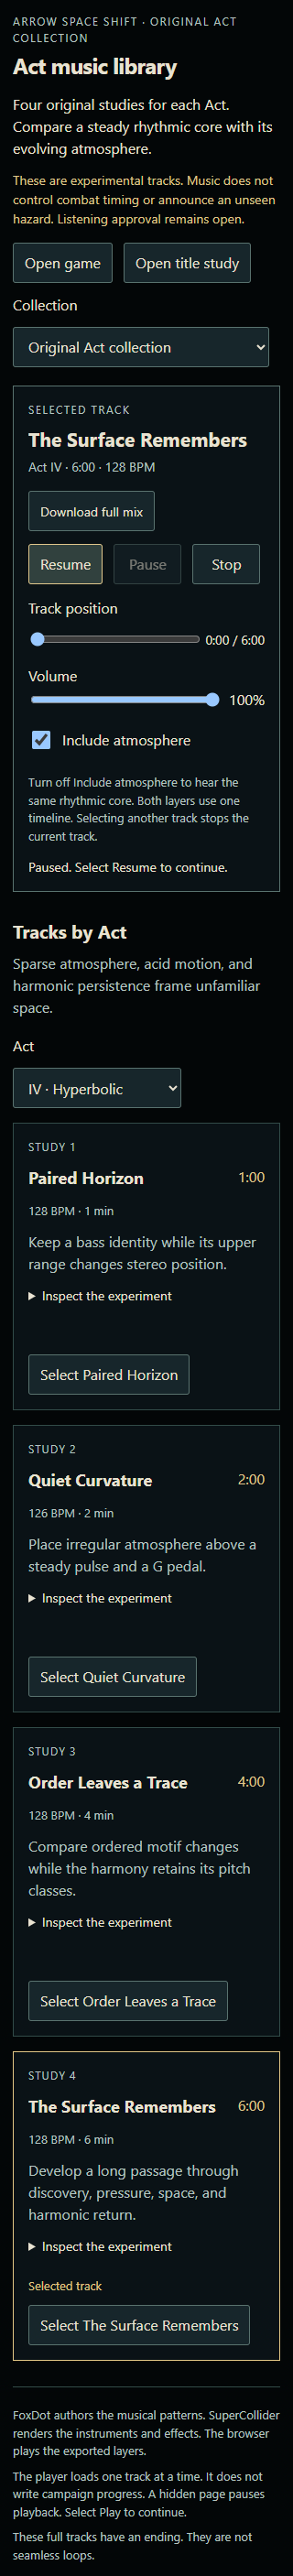 ARROW SPACE SHIFT · ORIGINAL ACT
COLLECTION
Act music library
Four original studies for each Act.
Compare a steady rhythmic core with its
evolving atmosphere.
These are experimental tracks. Music does not
control combat timing or announce an unseen
hazard. Listening approval remains open.
Open game
Open title study
Collection
Original Act collection
SELECTED TRACK
The Surface Remembers
Act IV · 6:00 · 128 BPM
Download full mix
Resume
Pause
Stop
Track position
0:00 / 6:00
Volume
100%
Include atmosphere
Turn off Include atmosphere to hear the
same rhythmic core. Both layers use one
timeline. Selecting another track stops the
current track.
Paused. Select Resume to continue.
Tracks by Act
Sparse atmosphere, acid motion, and
harmonic persistence frame unfamiliar
space.
Act
IV · Hyperbolic
STUDY 1
Paired Horizon 1:00
128 BPM · 1 min
Keep a bass identity while its upper
range changes stereo position.
Inspect the experiment
Select Paired Horizon
STUDY 2
Quiet Curvature 2:00
126 BPM · 2 min
Place irregular atmosphere above a
steady pulse and a G pedal.
Inspect the experiment
Select Quiet Curvature
STUDY 3
Order Leaves a Trace 4:00
128 BPM · 4 min
Compare ordered motif changes
while the harmony retains its pitch
classes.
Inspect the experiment
Select Order Leaves a Trace
STUDY 4
The Surface Remembers 6:00
128 BPM · 6 min
Develop a long passage through
discovery, pressure, space, and
harmonic return.
Inspect the experiment
Selected track
Select The Surface Remembers
FoxDot authors the musical patterns. SuperCollider
renders the instruments and effects. The browser
plays the exported layers.
The player loads one track at a time. It does not
write campaign progress. A hidden page pauses
playback. Select Play to continue.
These full tracks have an ending. They are not
seamless loops.